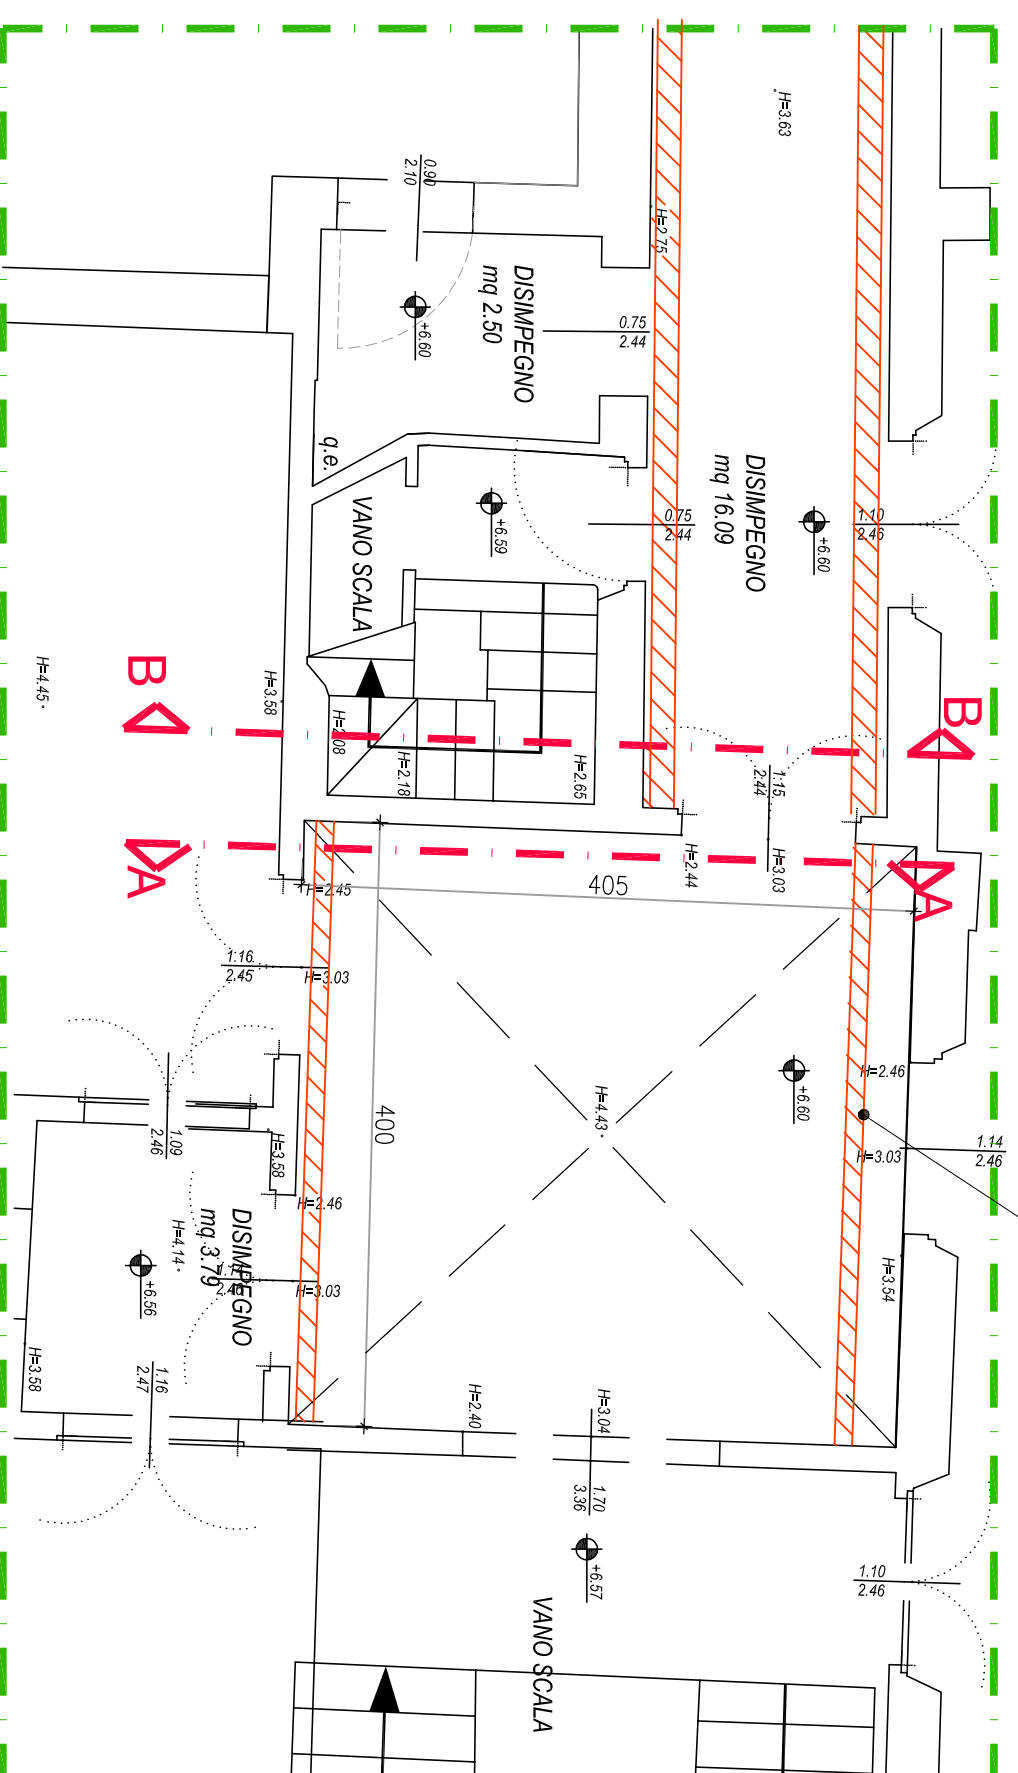 H=3.63
0.90
2.10
H=2.75
DISIMPEGNO
mq 2.50
+6.60
0.75
2.44
q.e.
DISIMPEGNO
mq 16.09
+6.60
1.10
2.46
0.75
2.44
+6.59
VANO SCALA
H=4.45
H=3.58
B
B
H=2.08
H=2.18
H=2.65
1.15
2.44
A
A
H=2.44
H=3.03
405
H=2.45
1.16
2.45
H=3.03
H=2.46
+6.60
H=4.43
400
1.09
2.46
H=3.58
H=3.03
1.14
2.46
H=2.46
DISIMPEGNO
mq 3.79
H=4.14
+6.56
2.46
H=3.03
H=3.54
H=3.58
1.16
2.47
H=2.40
H=3.04
1.70
3.36
+6.57
1.10
2.46
VANO SCALA